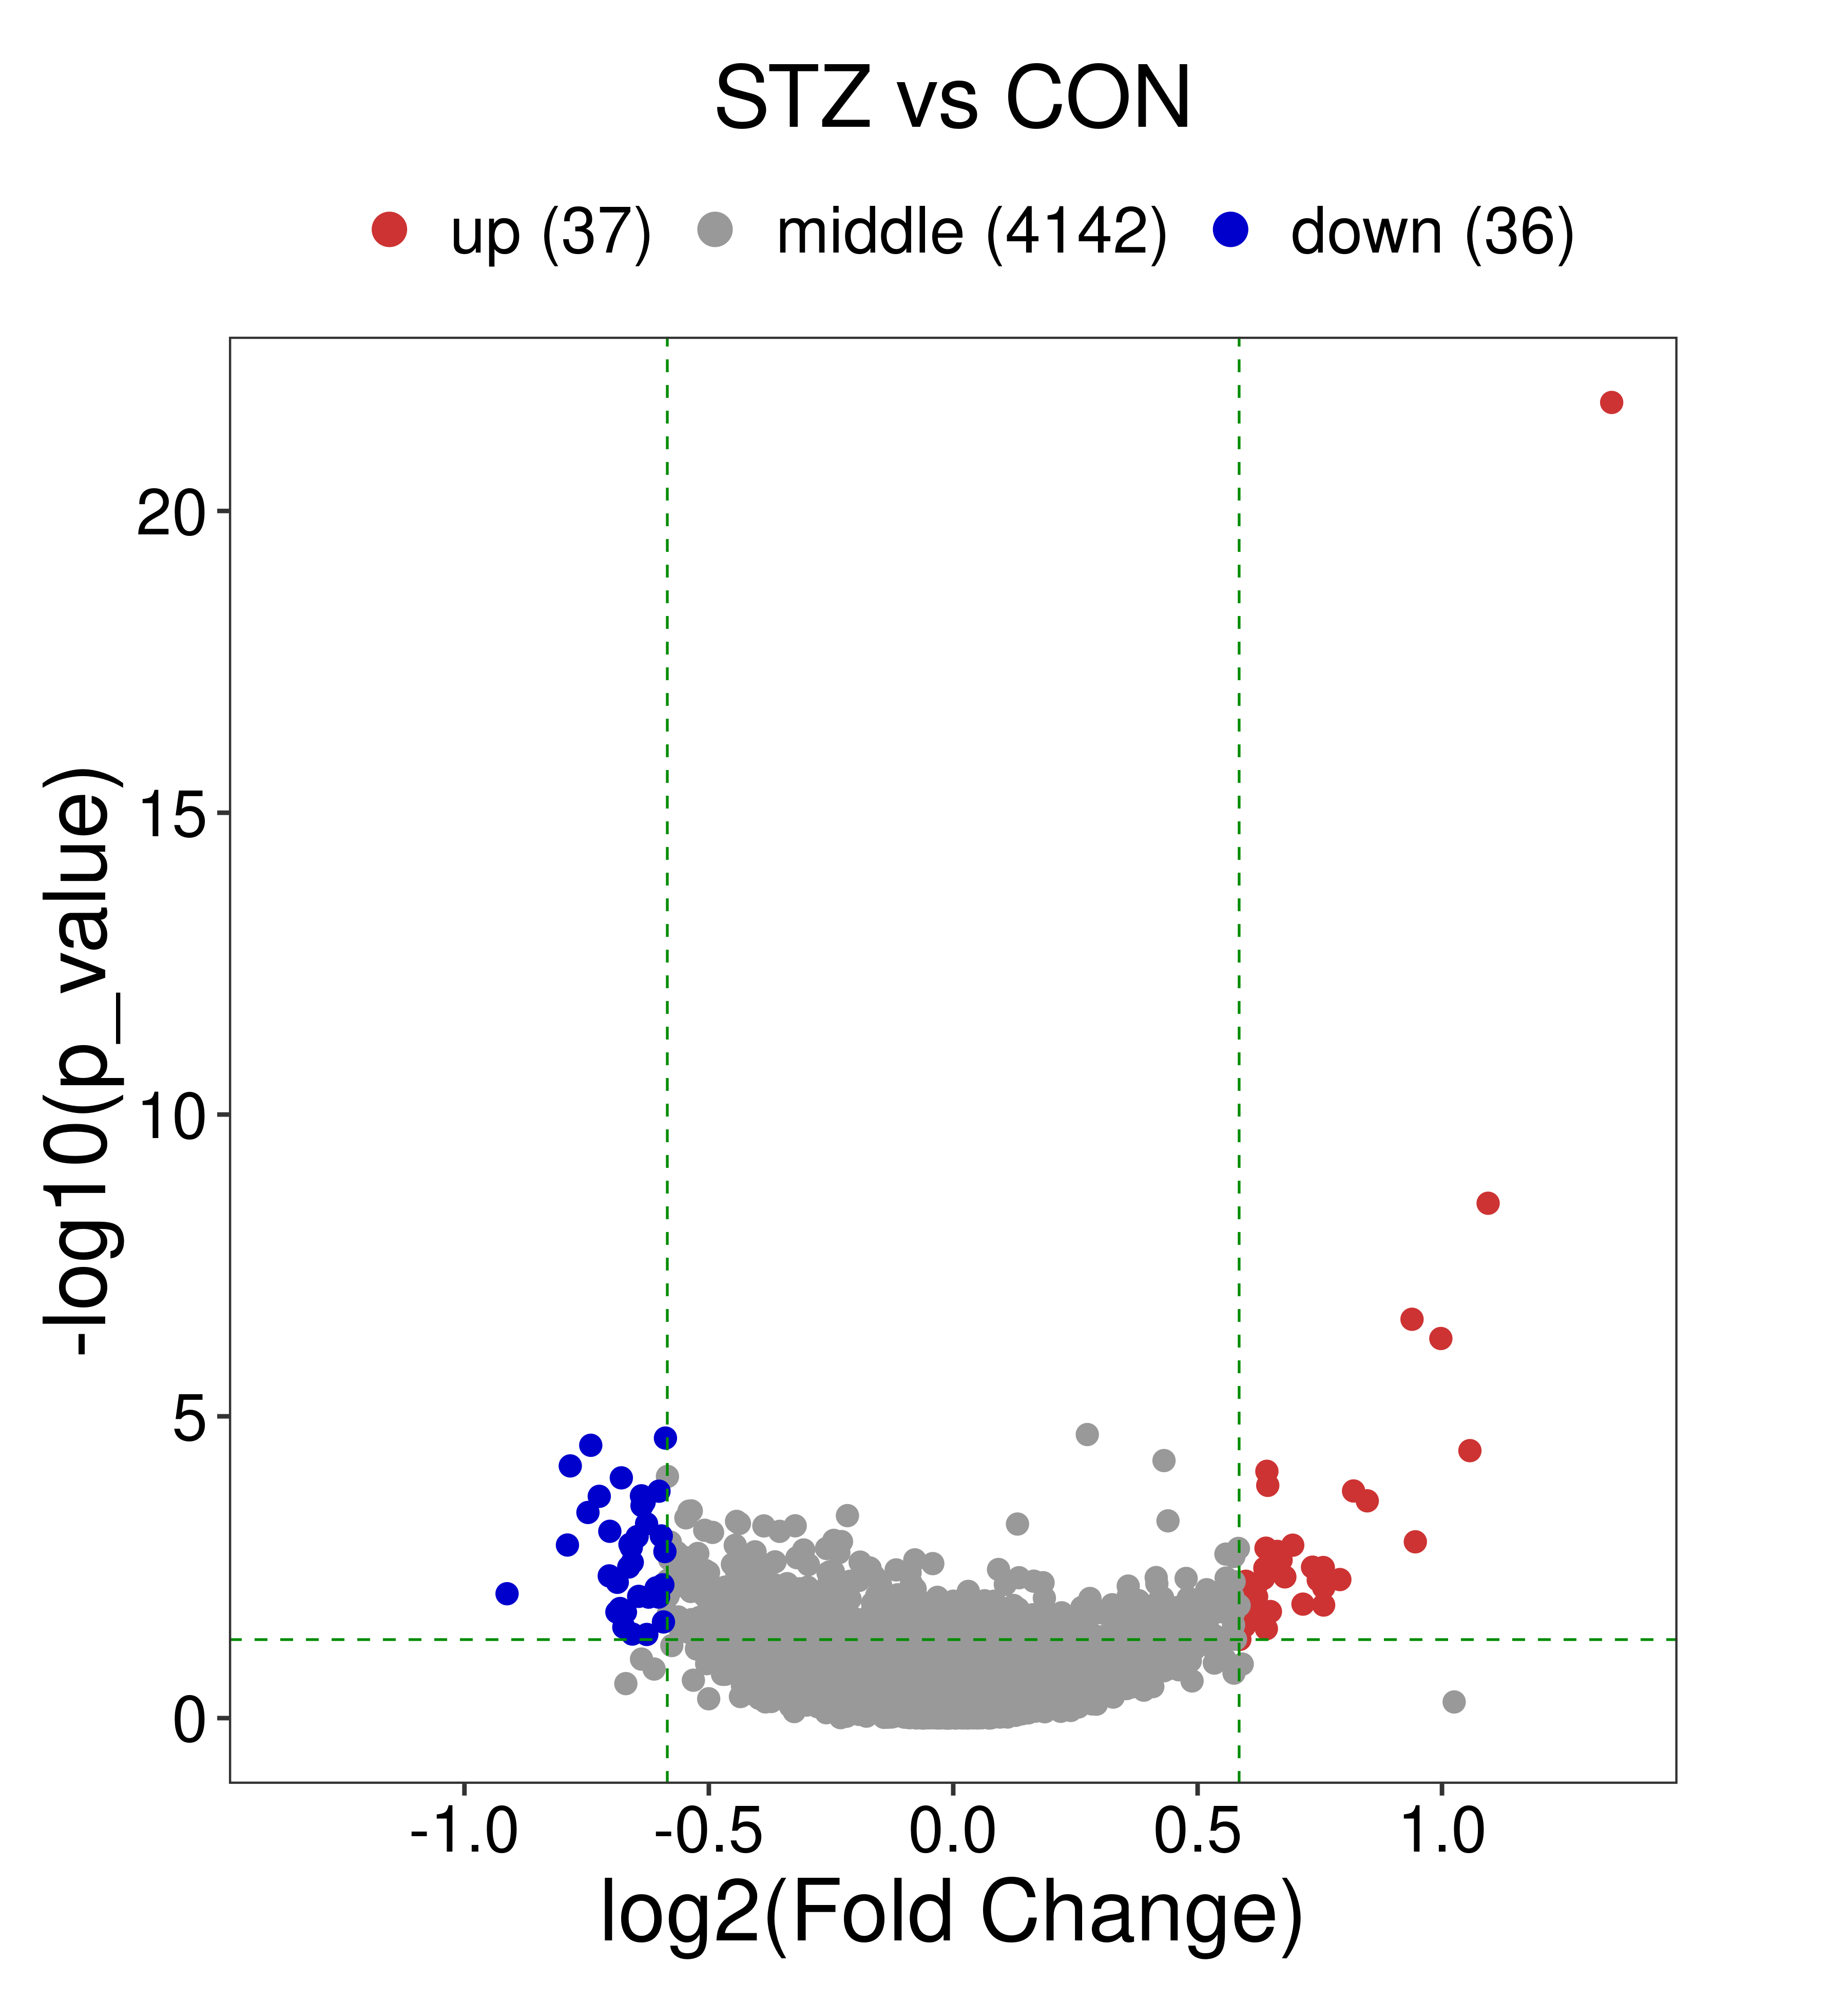 STZ vs CON
up (37) middle (4142) down (36)
-log10(p_value)
20
15
10
5
0
-1.0 -0.5 0.0 0.5 1.0
log2(Fold Change)